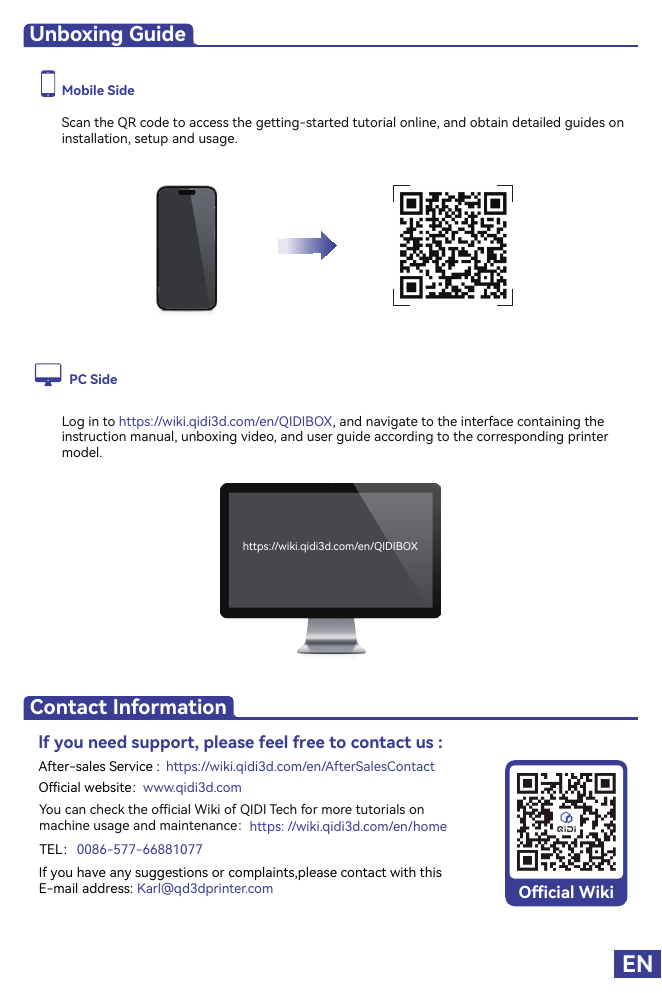 Unboxing Guide
Mobile Side
Scan the QR code to access the getting-started tutorial online, and obtain detailed guides on
installation, setup and usage.
PC Side
Log in to https://wiki.qidi3d.com/en/QIDIBOX, and navigate to the interface containing the
instruction manual, unboxing video, and user guide according to the corresponding printer
model.
https://wiki.qidi3d.com/en/QIDIBOX
Contact Information
If you need support, please feel free to contact us :
After-sales Service : https://wiki.qidi3d.com/en/AfterSalesContact
Official website: www.qidi3d.com
You can check the official Wiki of QIDI Tech for more tutorials on
machine usage and maintenance: https: //wiki.qidi3d.com/en/home
TEL: 0086-577-66881077
If you have any suggestions or complaints,please contact with this
E-mail address: Karl@qd3dprinter.com
QIDI
Official Wiki
EN